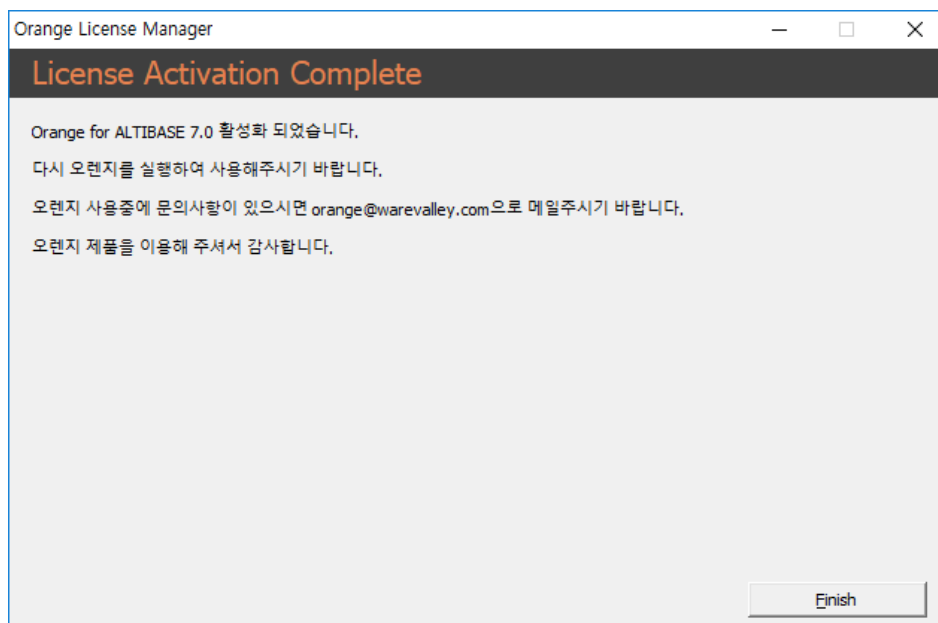 Orange License Manager
License Activation Complete
Orange for ALTIBASE 7.0 활성화 되었습니다.
다시 오렌지를 실행하여 사용해주시기 바랍니다.
오렌지 사용중에 문의사항이 있으시면 orange@warevalley.com으로 메일주시기 바랍니다.
오렌지 제품을 이용해 주셔서 감사합니다.
Finish